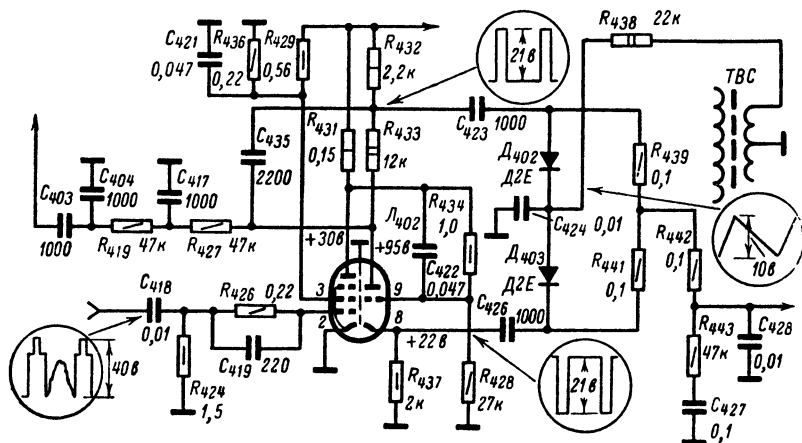 C421
0,047
R436
0,22
R429
0,56
R432
2,2к
21в
R438
22к
ТВС
C435
2200
R431
0,15
R433
12к
C423
1000
Д402
Д2Е
R439
0,1
C403
1000
C404
1000
C417
1000
R419
47к
R427
47к
+30в
Л402
+95в
R434
1,0
C422
0,047
C424
0,01
Д403
Д2Е
R441
0,1
R442
0,1
10в
3
9
2
8
C418
0,01
R426
0,22
C419
220
R424
1,5
40в
+22в
C426
1000
R437
2к
R428
27к
21в
R443
47к
C428
0,01
C427
0,1